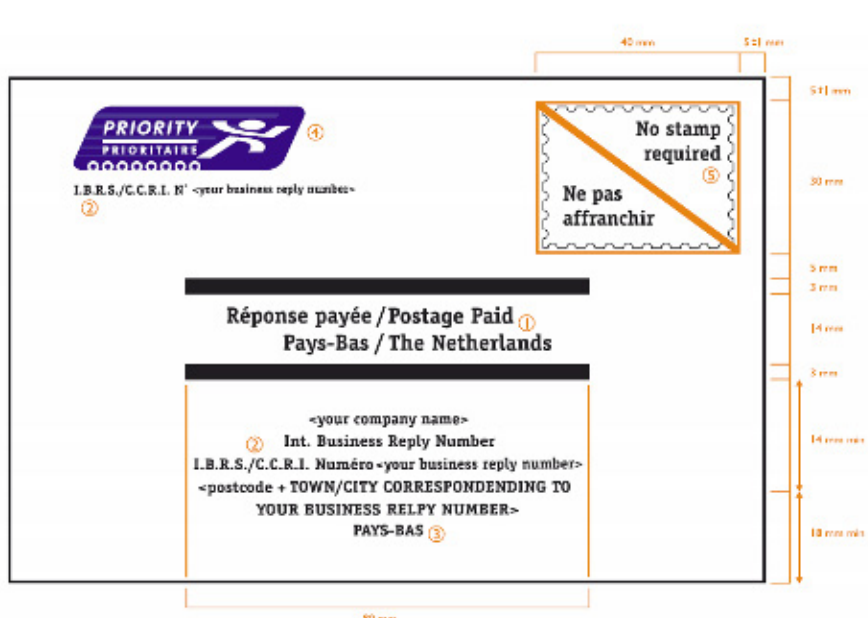 40 mm
5 ±1 mm
5 ±1 mm
PRIORITY
PRIORITAIRE
④
I.B.R.S./C.C.R.I. N° <your business reply number>
②
No stamp
required
⑤
Ne pas
affranchir
30 mm
5 mm
3 mm
Réponse payée / Postage Paid ①
Pays-Bas / The Netherlands
14 mm
3 mm
<your company name>
② Int. Business Reply Number
I.B.R.S./C.C.R.I. Numéro <your business reply number>
<postcode + TOWN/CITY CORRESPONDENDING TO
YOUR BUSINESS RELPY NUMBER>
PAYS-BAS ③
14 mm min
18 mm min